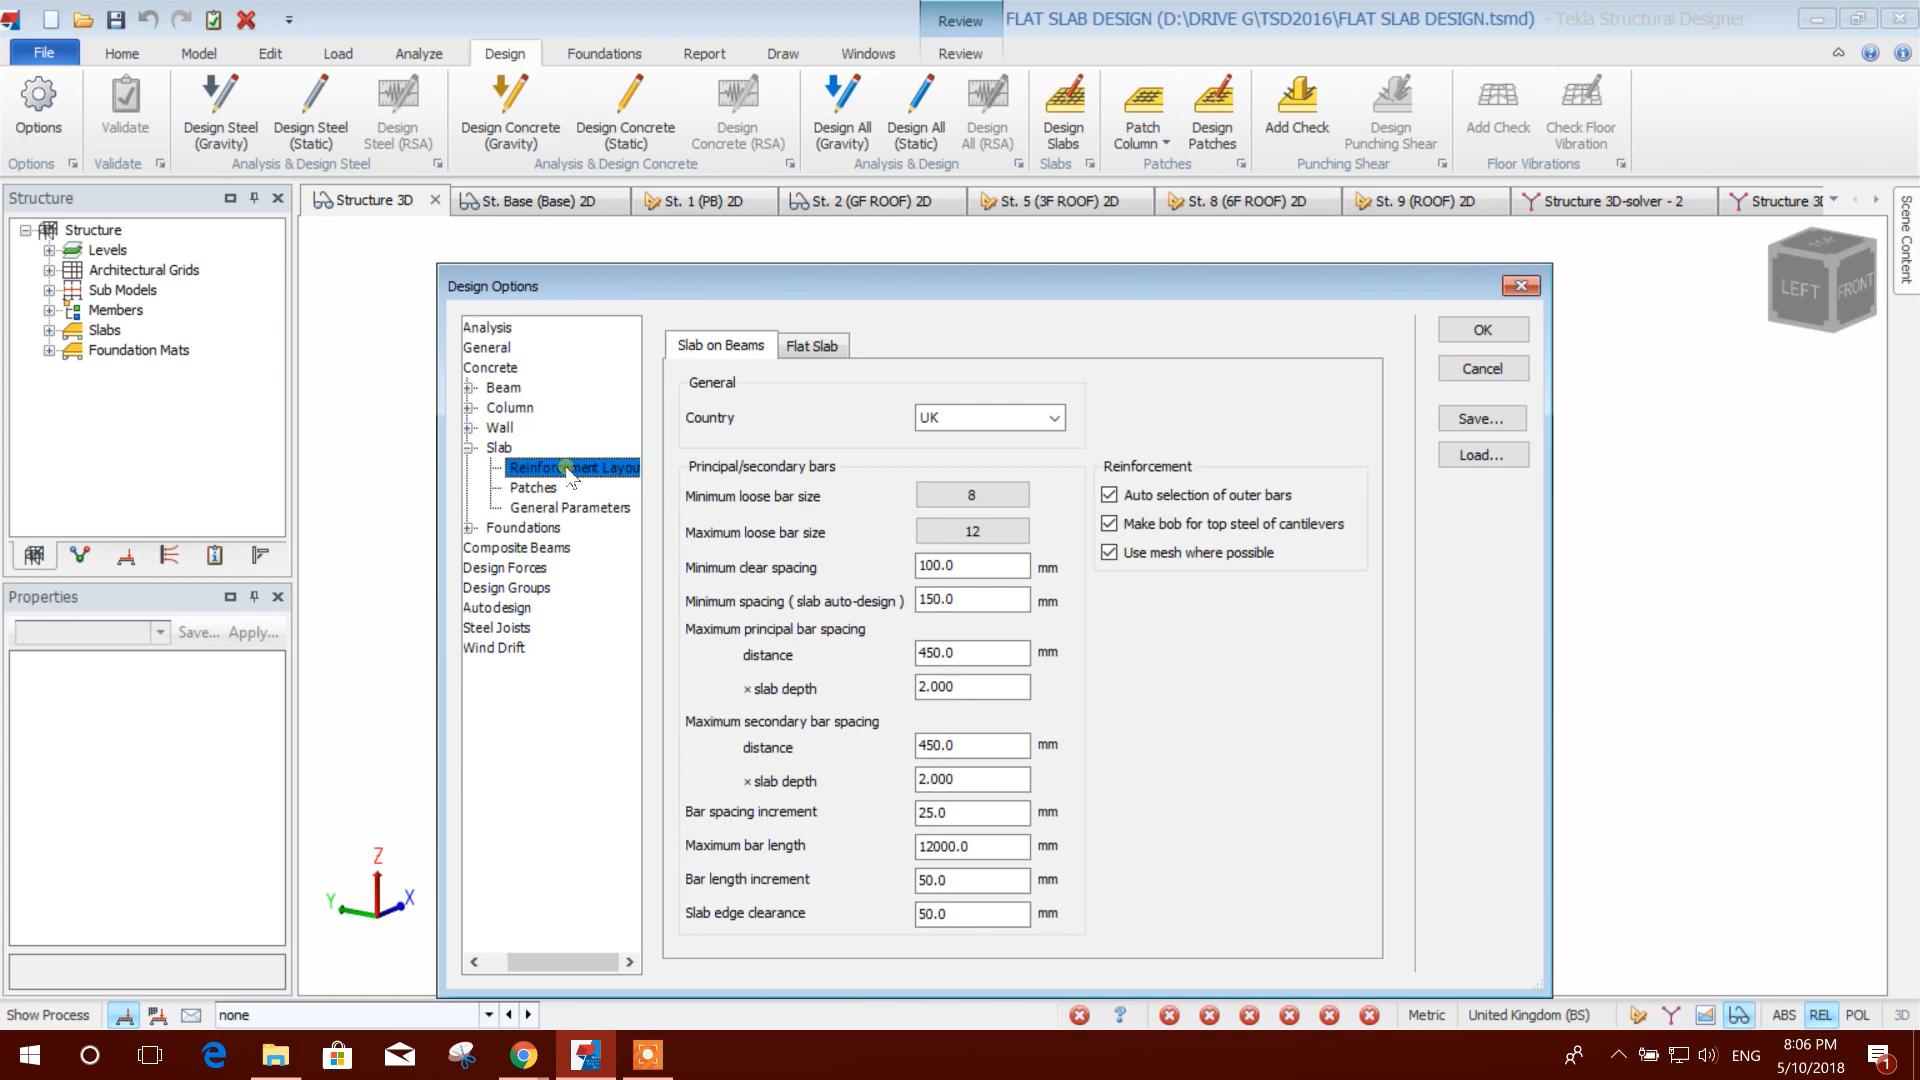 Review
FLAT SLAB DESIGN (D:\DRIVE G\TSD2016\FLAT SLAB DESIGN.tsmd) - Tekla Structural Designer
File
Home
Model
Edit
Load
Analyze
Design
Foundations
Report
Draw
Windows
Review
Options
Validate
Design Steel (Gravity)
Design Steel (Static)
Design Steel (RSA)
Design Concrete (Gravity)
Design Concrete (Static)
Design Concrete (RSA)
Design All (Gravity)
Design All (Static)
Design All (RSA)
Design Slabs
Patch Column
Design Patches
Add Check
Design Punching Shear
Add Check
Check Floor Vibration
Options
Validate
Analysis & Design Steel
Analysis & Design Concrete
Analysis & Design
Slabs
Patches
Punching Shear
Floor Vibrations
Structure
Structure 3D
St. Base (Base) 2D
St. 1 (PB) 2D
St. 2 (GF ROOF) 2D
St. 5 (3F ROOF) 2D
St. 8 (6F ROOF) 2D
St. 9 (ROOF) 2D
Structure 3D-solver - 2
Scene Content
Structure
Levels
Architectural Grids
Sub Models
Members
Slabs
Foundation Mats
TOP
LEFT
FRONT
Properties
Save...
Apply...
Z
Y
X
Design Options
Analysis
General
Concrete
Beam
Column
Wall
Slab
Patches
General Parameters
Foundations
Composite Beams
Design Forces
Design Groups
Autodesign
Steel Joists
Wind Drift
Slab on Beams
Flat Slab
General
Country
UK
Principal/secondary bars
Minimum loose bar size
8
Maximum loose bar size
12
Minimum clear spacing
100.0
mm
Minimum spacing ( slab auto-design )
150.0
mm
Maximum principal bar spacing
distance
450.0
mm
× slab depth
2.000
Maximum secondary bar spacing
distance
450.0
mm
× slab depth
2.000
Bar spacing increment
25.0
mm
Maximum bar length
12000.0
mm
Bar length increment
50.0
mm
Slab edge clearance
50.0
mm
Reinforcement
Auto selection of outer bars
Make bob for top steel of cantilevers
Use mesh where possible
OK
Cancel
Save...
Load...
Show Process
none
Metric
United Kingdom (BS)
ABS
REL
POL
3D
ENG
8:06 PM
5/10/2018
1